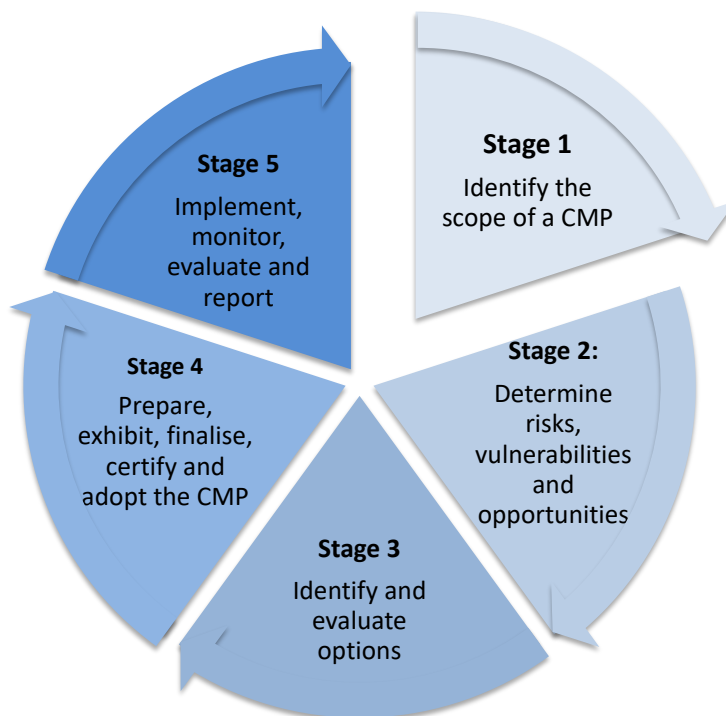 Stage 1
Identify the
scope of a CMP
Stage 2:
Determine
risks,
vulnerabilities
and
opportunities
Stage 3
Identify and
evaluate
options
Stage 4
Prepare,
exhibit, finalise,
certify and
adopt the CMP
Stage 5
Implement,
monitor,
evaluate and
report